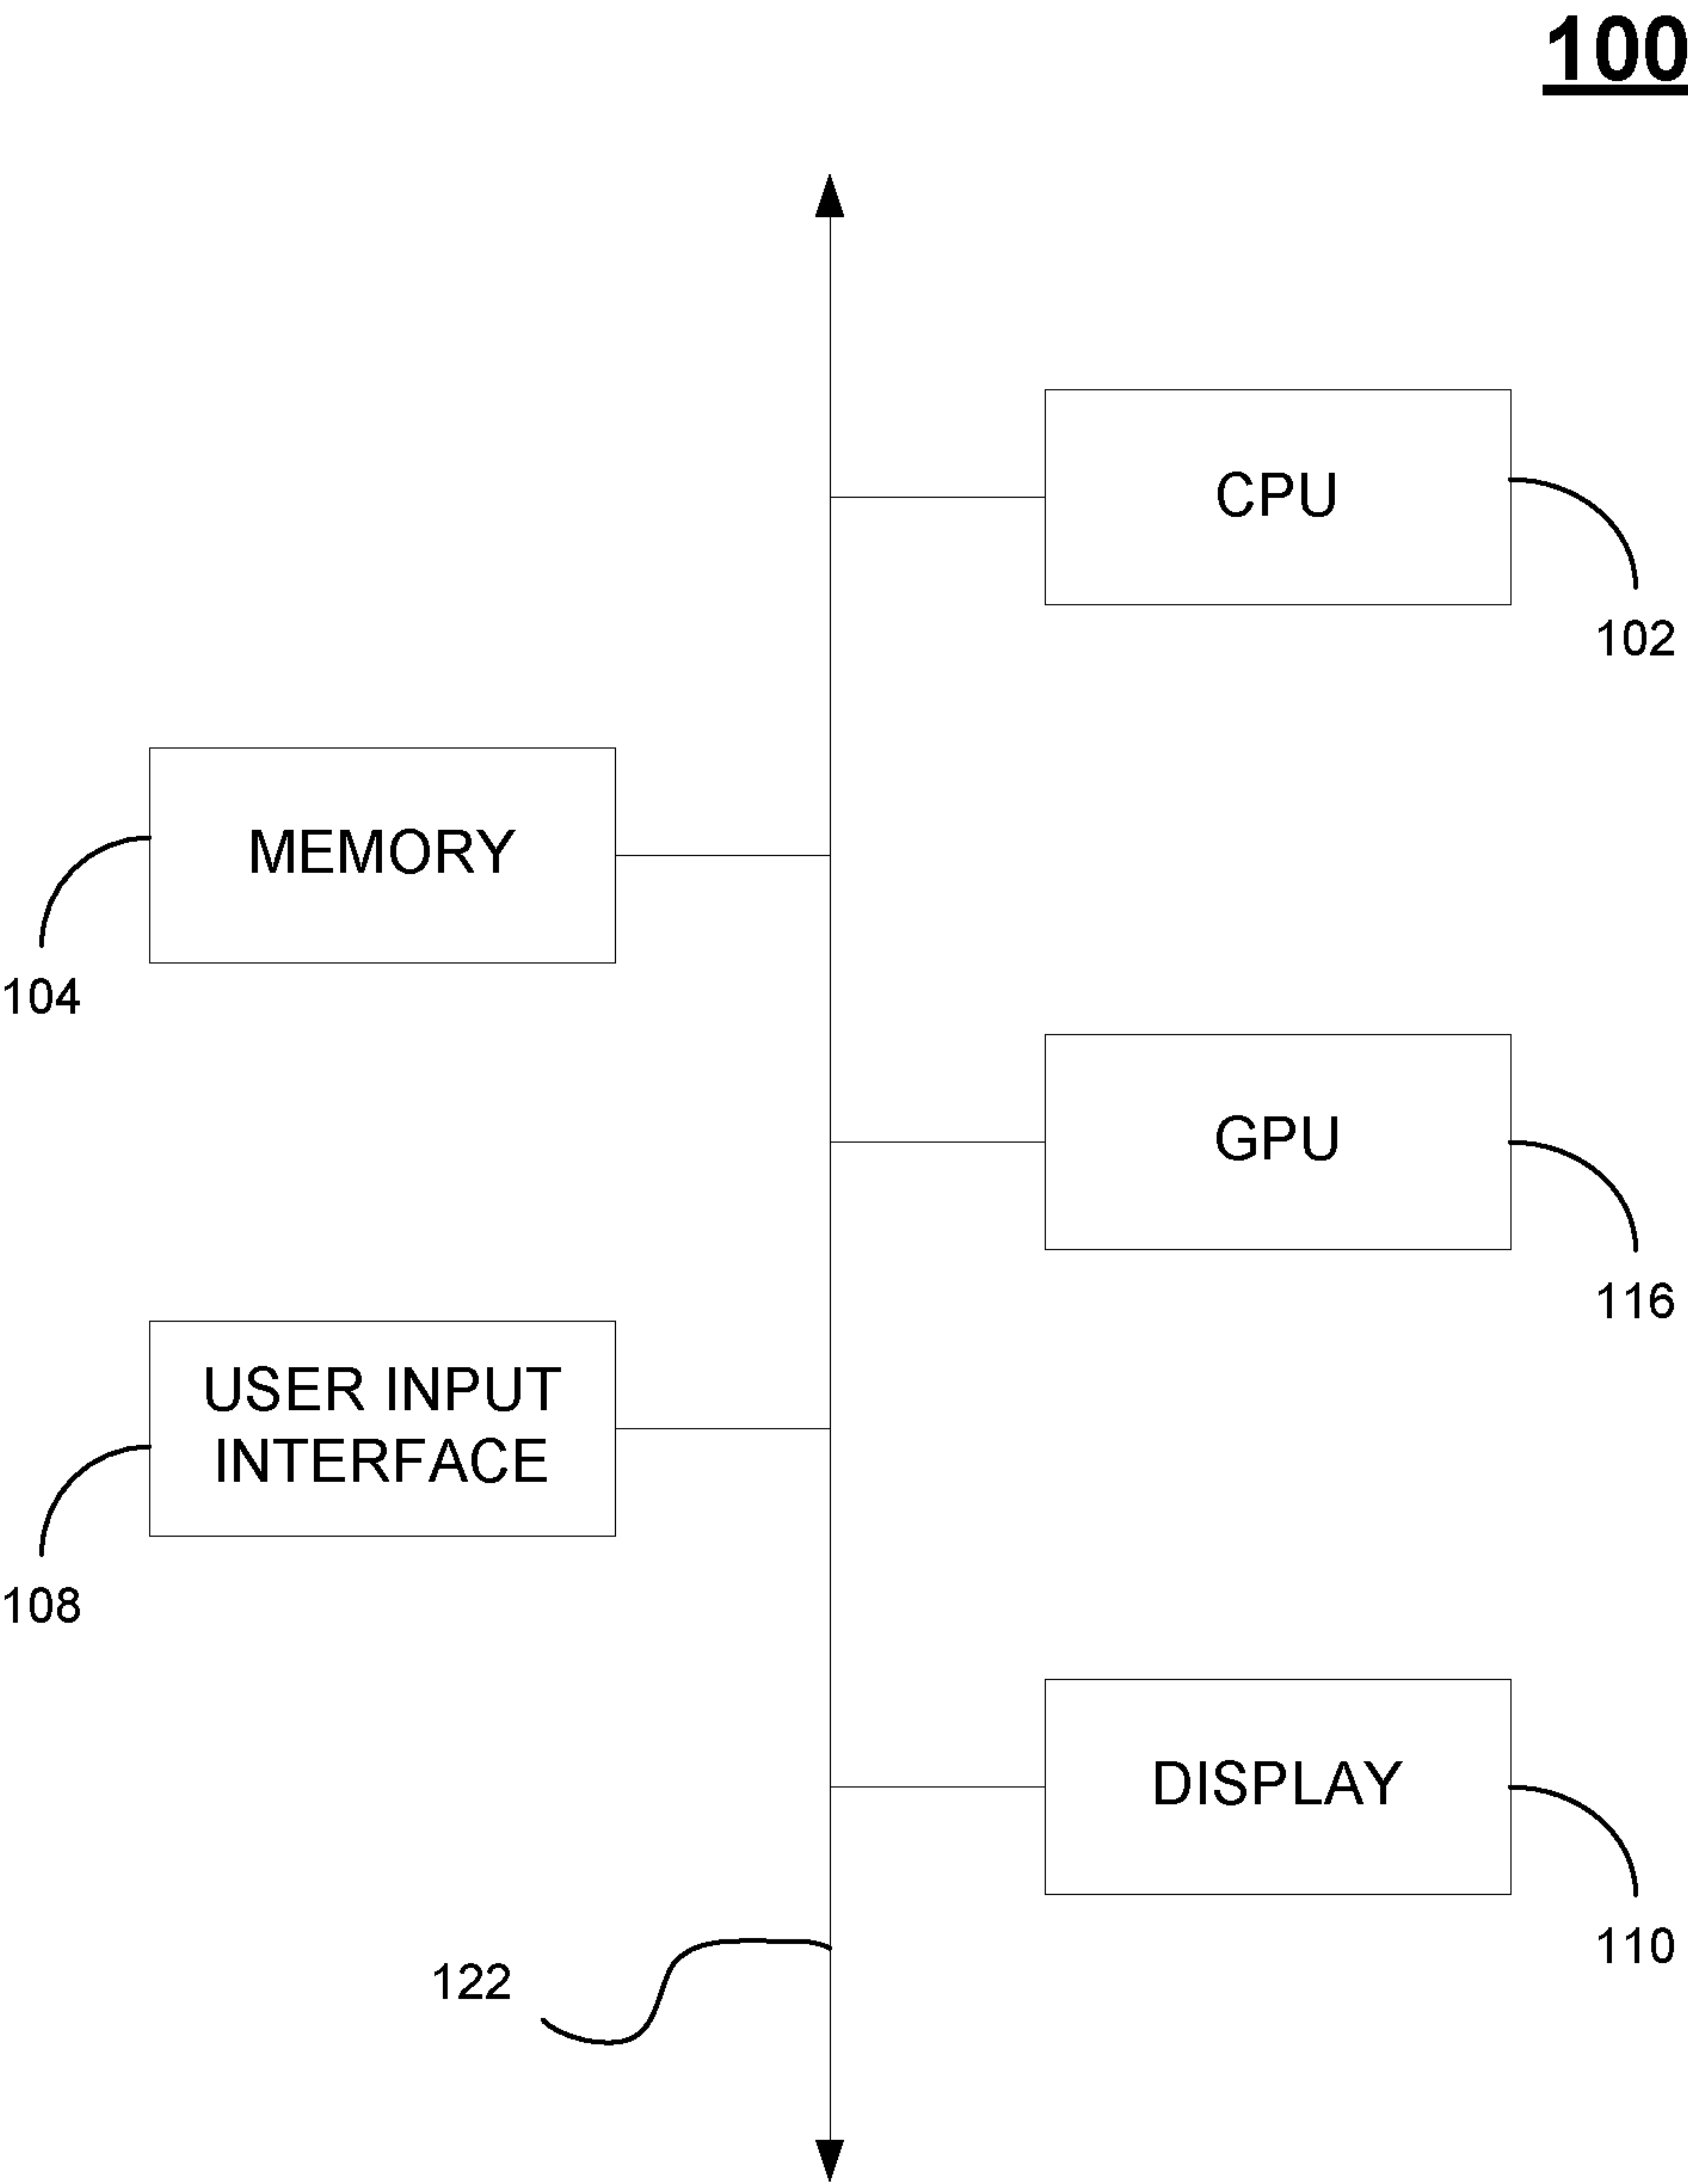 100
CPU
102
MEMORY
104
GPU
116
USER INPUT
INTERFACE
108
DISPLAY
110
122